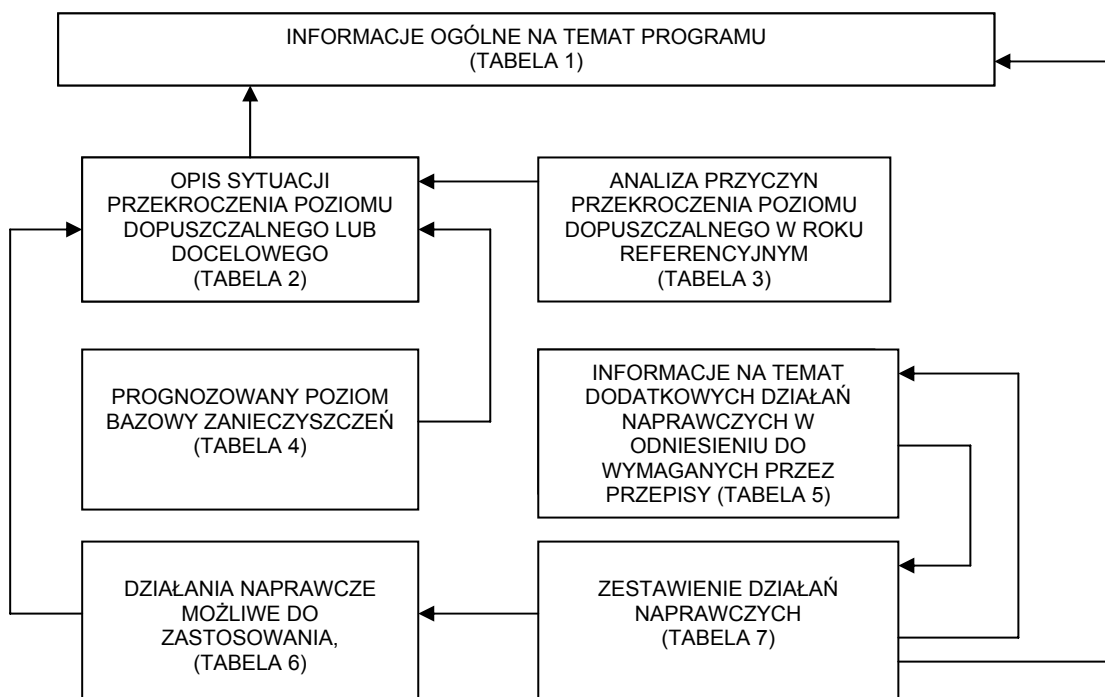 INFORMACJE OGÓLNE NA TEMAT PROGRAMU
(TABELA 1)
OPIS SYTUACJI
PRZEKROCZENIA POZIOMU
DOPUSZCZALNEGO LUB
DOCELOWEGO
(TABELA 2)
ANALIZA PRZYCZYN
PRZEKROCZENIA POZIOMU
DOPUSZCZALNEGO W ROKU
REFERENCYJNYM
(TABELA 3)
PROGNOZOWANY POZIOM
BAZOWY ZANIECZYSZCZEŃ
(TABELA 4)
INFORMACJE NA TEMAT
DODATKOWYCH DZIAŁAŃ
NAPRAWCZYCH W
ODNIESIENIU DO
WYMAGANYCH PRZEZ
PRZEPISY (TABELA 5)
DZIAŁANIA NAPRAWCZE
MOŻLIWE DO
ZASTOSOWANIA,
(TABELA 6)
ZESTAWIENIE DZIAŁAŃ
NAPRAWCZYCH
(TABELA 7)